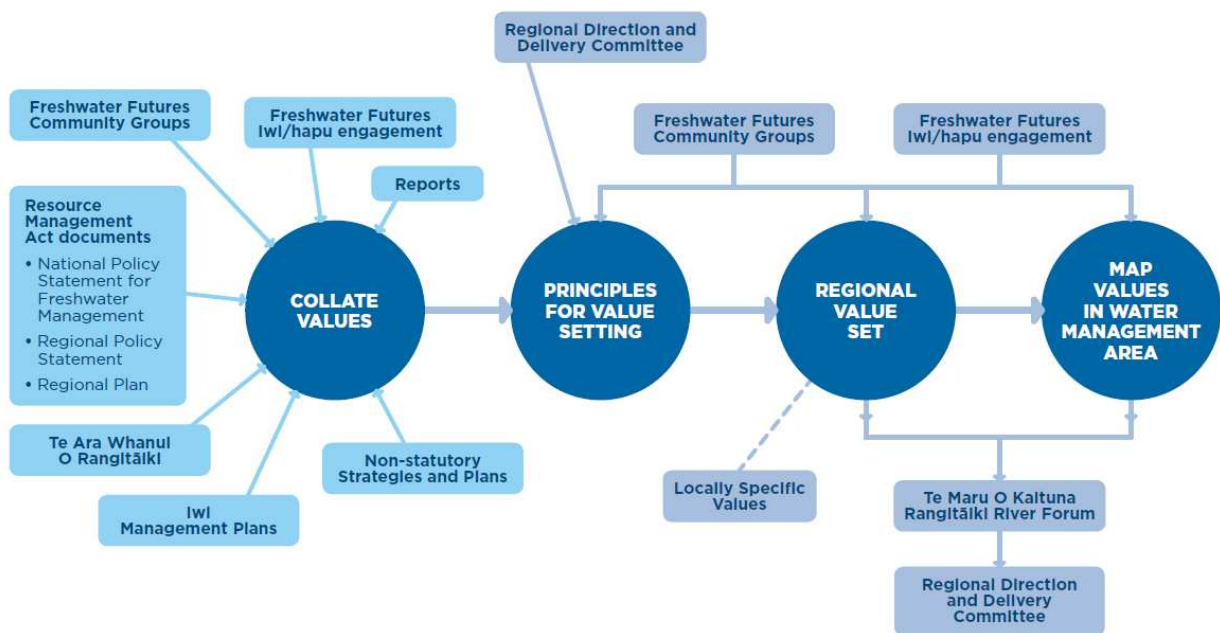 Regional Direction and
Delivery Committee
Freshwater Futures
Community Groups
Freshwater Futures
Iwi/hapu engagement
Reports
Freshwater Futures
Community Groups
Freshwater Futures
Iwi/hapu engagement
Resource
Management
Act documents
• National Policy
Statement for
Freshwater
Management
• Regional Policy
Statement
• Regional Plan
COLLATE
VALUES
PRINCIPLES
FOR VALUE
SETTING
REGIONAL
VALUE
SET
MAP
VALUES
IN WATER
MANAGEMENT
AREA
Te Ara Whanui
O Rangitāiki
Iwi
Management Plans
Non-statutory
Strategies and Plans
Locally Specific
Values
Te Maru O Kaituna
Rangitāiki River Forum
Regional Direction
and Delivery
Committee